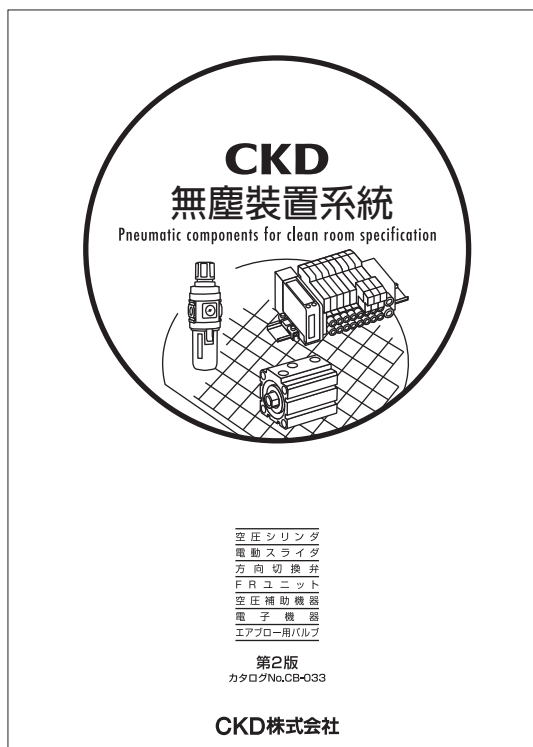 CKD
無塵装置系統
Pneumatic components for clean room specification
空圧シリンダ
電動スライダ
方向切換弁
FRユニット
空圧補助機器
電子機器
エアブロー用バルブ
第2版
カタログNo.CB-033
CKD株式会社